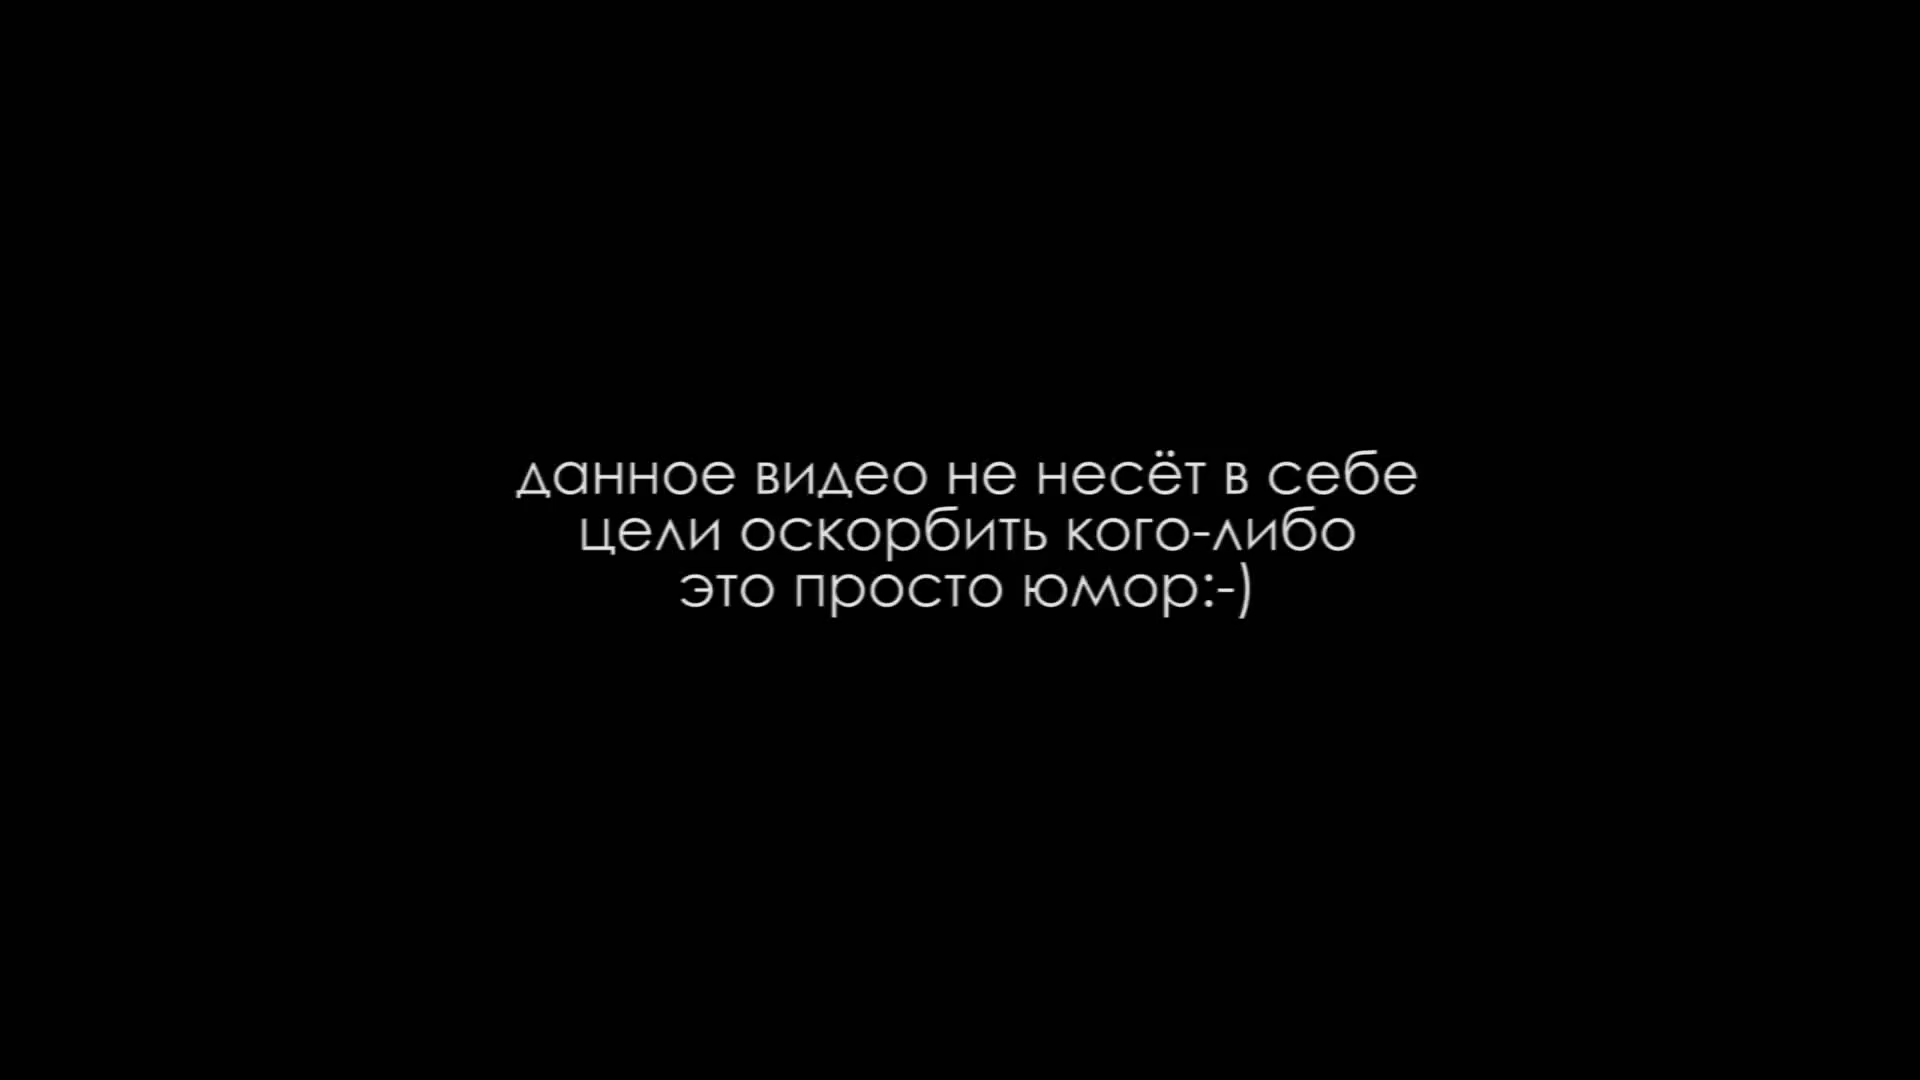 данное видео не несёт в себе
цели оскорбить кого-либо
это просто юмор:-)